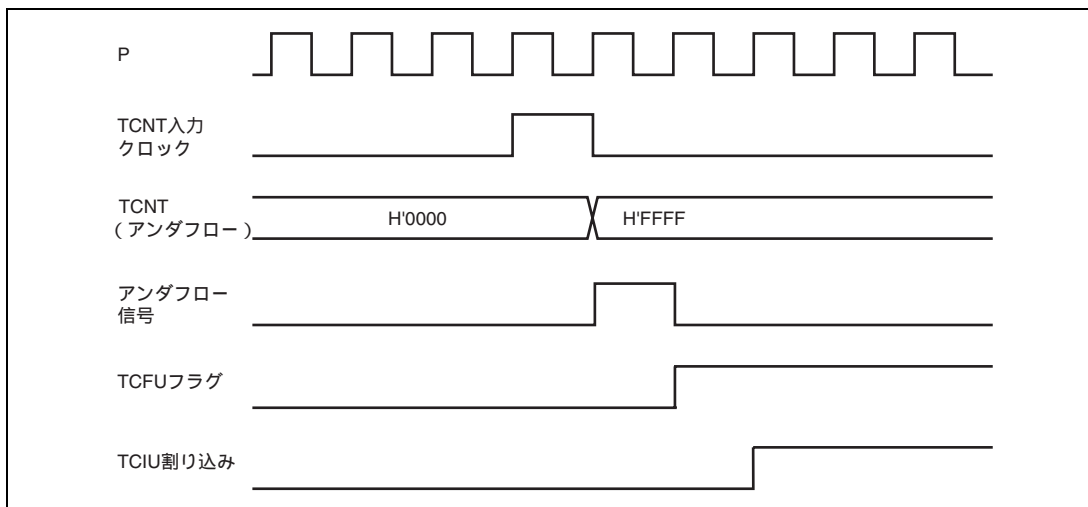 P
TCNT入力
クロック
TCNT
(アンダフロー)
H'0000
H'FFFF
アンダフロー
信号
TCFUフラグ
TCIU割り込み